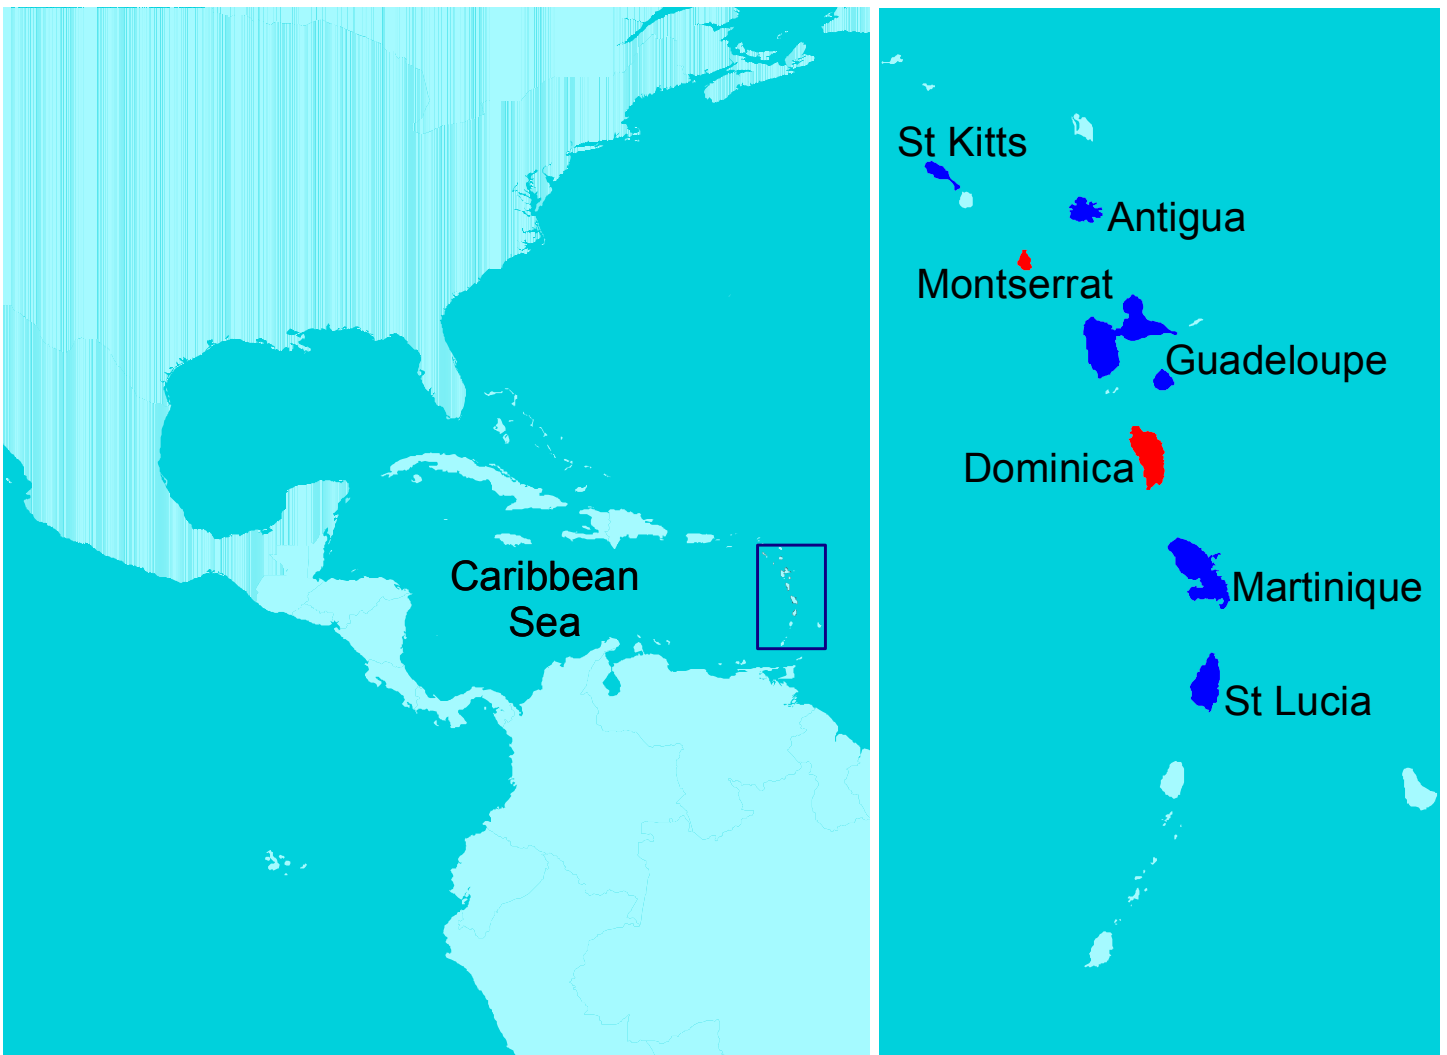 Caribbean
Sea
St Kitts
Antigua
Montserrat
Guadeloupe
Dominica
Martinique
St Lucia